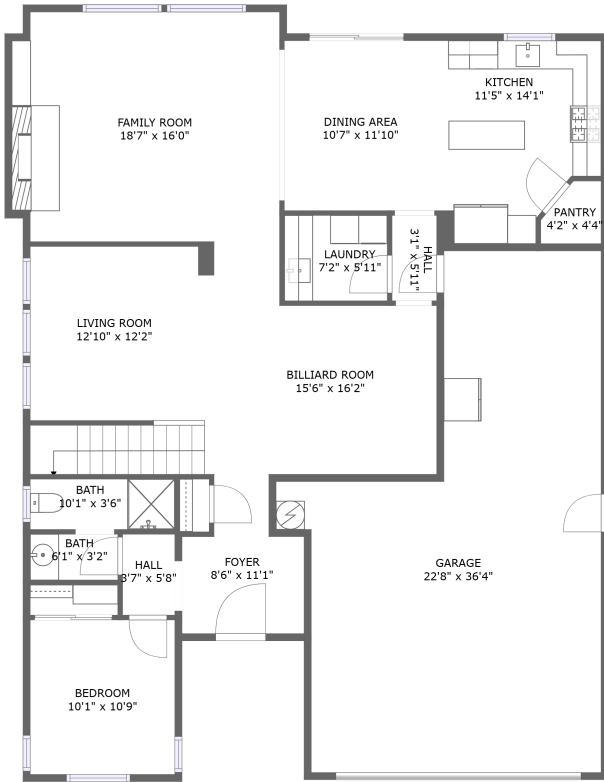 KITCHEN
11'5" x 14'1"
FAMILY ROOM
18'7" x 16'0"
DINING AREA
10'7" x 11'10"
PANTRY
4'2" x 4'4"
LAUNDRY
7'2" x 5'11"
HALL
3'1" x 5'11"
LIVING ROOM
12'10" x 12'2"
BILLIARD ROOM
15'6" x 16'2"
BATH
10'1" x 3'6"
BATH
6'1" x 3'2"
HALL
3'7" x 5'8"
FOYER
8'6" x 11'1"
GARAGE
22'8" x 36'4"
BEDROOM
10'1" x 10'9"